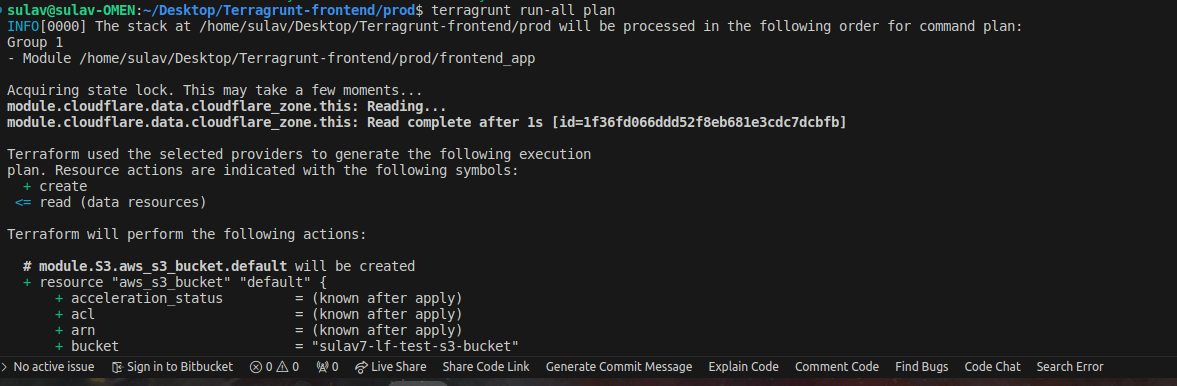 sulav@sulav-OMEN:~/Desktop/Terragrunt-frontend/prod$ terragrunt run-all plan
INFO[0000] The stack at /home/sulav/Desktop/Terragrunt-frontend/prod will be processed in the following order for command plan:
Group 1
- Module /home/sulav/Desktop/Terragrunt-frontend/prod/frontend_app

Acquiring state lock. This may take a few moments...
module.cloudflare.data.cloudflare_zone.this: Reading...
module.cloudflare.data.cloudflare_zone.this: Read complete after 1s [id=1f36fd066ddd52f8eb681e3cdc7dcbfb]

Terraform used the selected providers to generate the following execution
plan. Resource actions are indicated with the following symbols:
  + create
 <= read (data resources)

Terraform will perform the following actions:

  # module.S3.aws_s3_bucket.default will be created
  + resource "aws_s3_bucket" "default" {
      + acceleration_status         = (known after apply)
      + acl                         = (known after apply)
      + arn                         = (known after apply)
      + bucket                      = "sulav7-lf-test-s3-bucket"
No active issue Sign in to Bitbucket 0 0 0 Live Share Share Code Link Generate Commit Message Explain Code Comment Code Find Bugs Code Chat Search Error